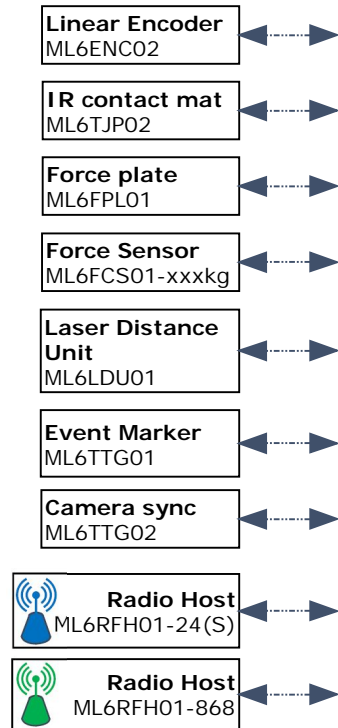 Linear Encoder
ML6ENC02
IR contact mat
ML6TJP02
Force plate
ML6FPL01
Force Sensor
ML6FCS01-xxxkg
Laser Distance
Unit
ML6LDU01
Event Marker
ML6TTG01
Camera sync
ML6TTG02
Radio Host
ML6RFH01-24(S)
Radio Host
ML6RFH01-868